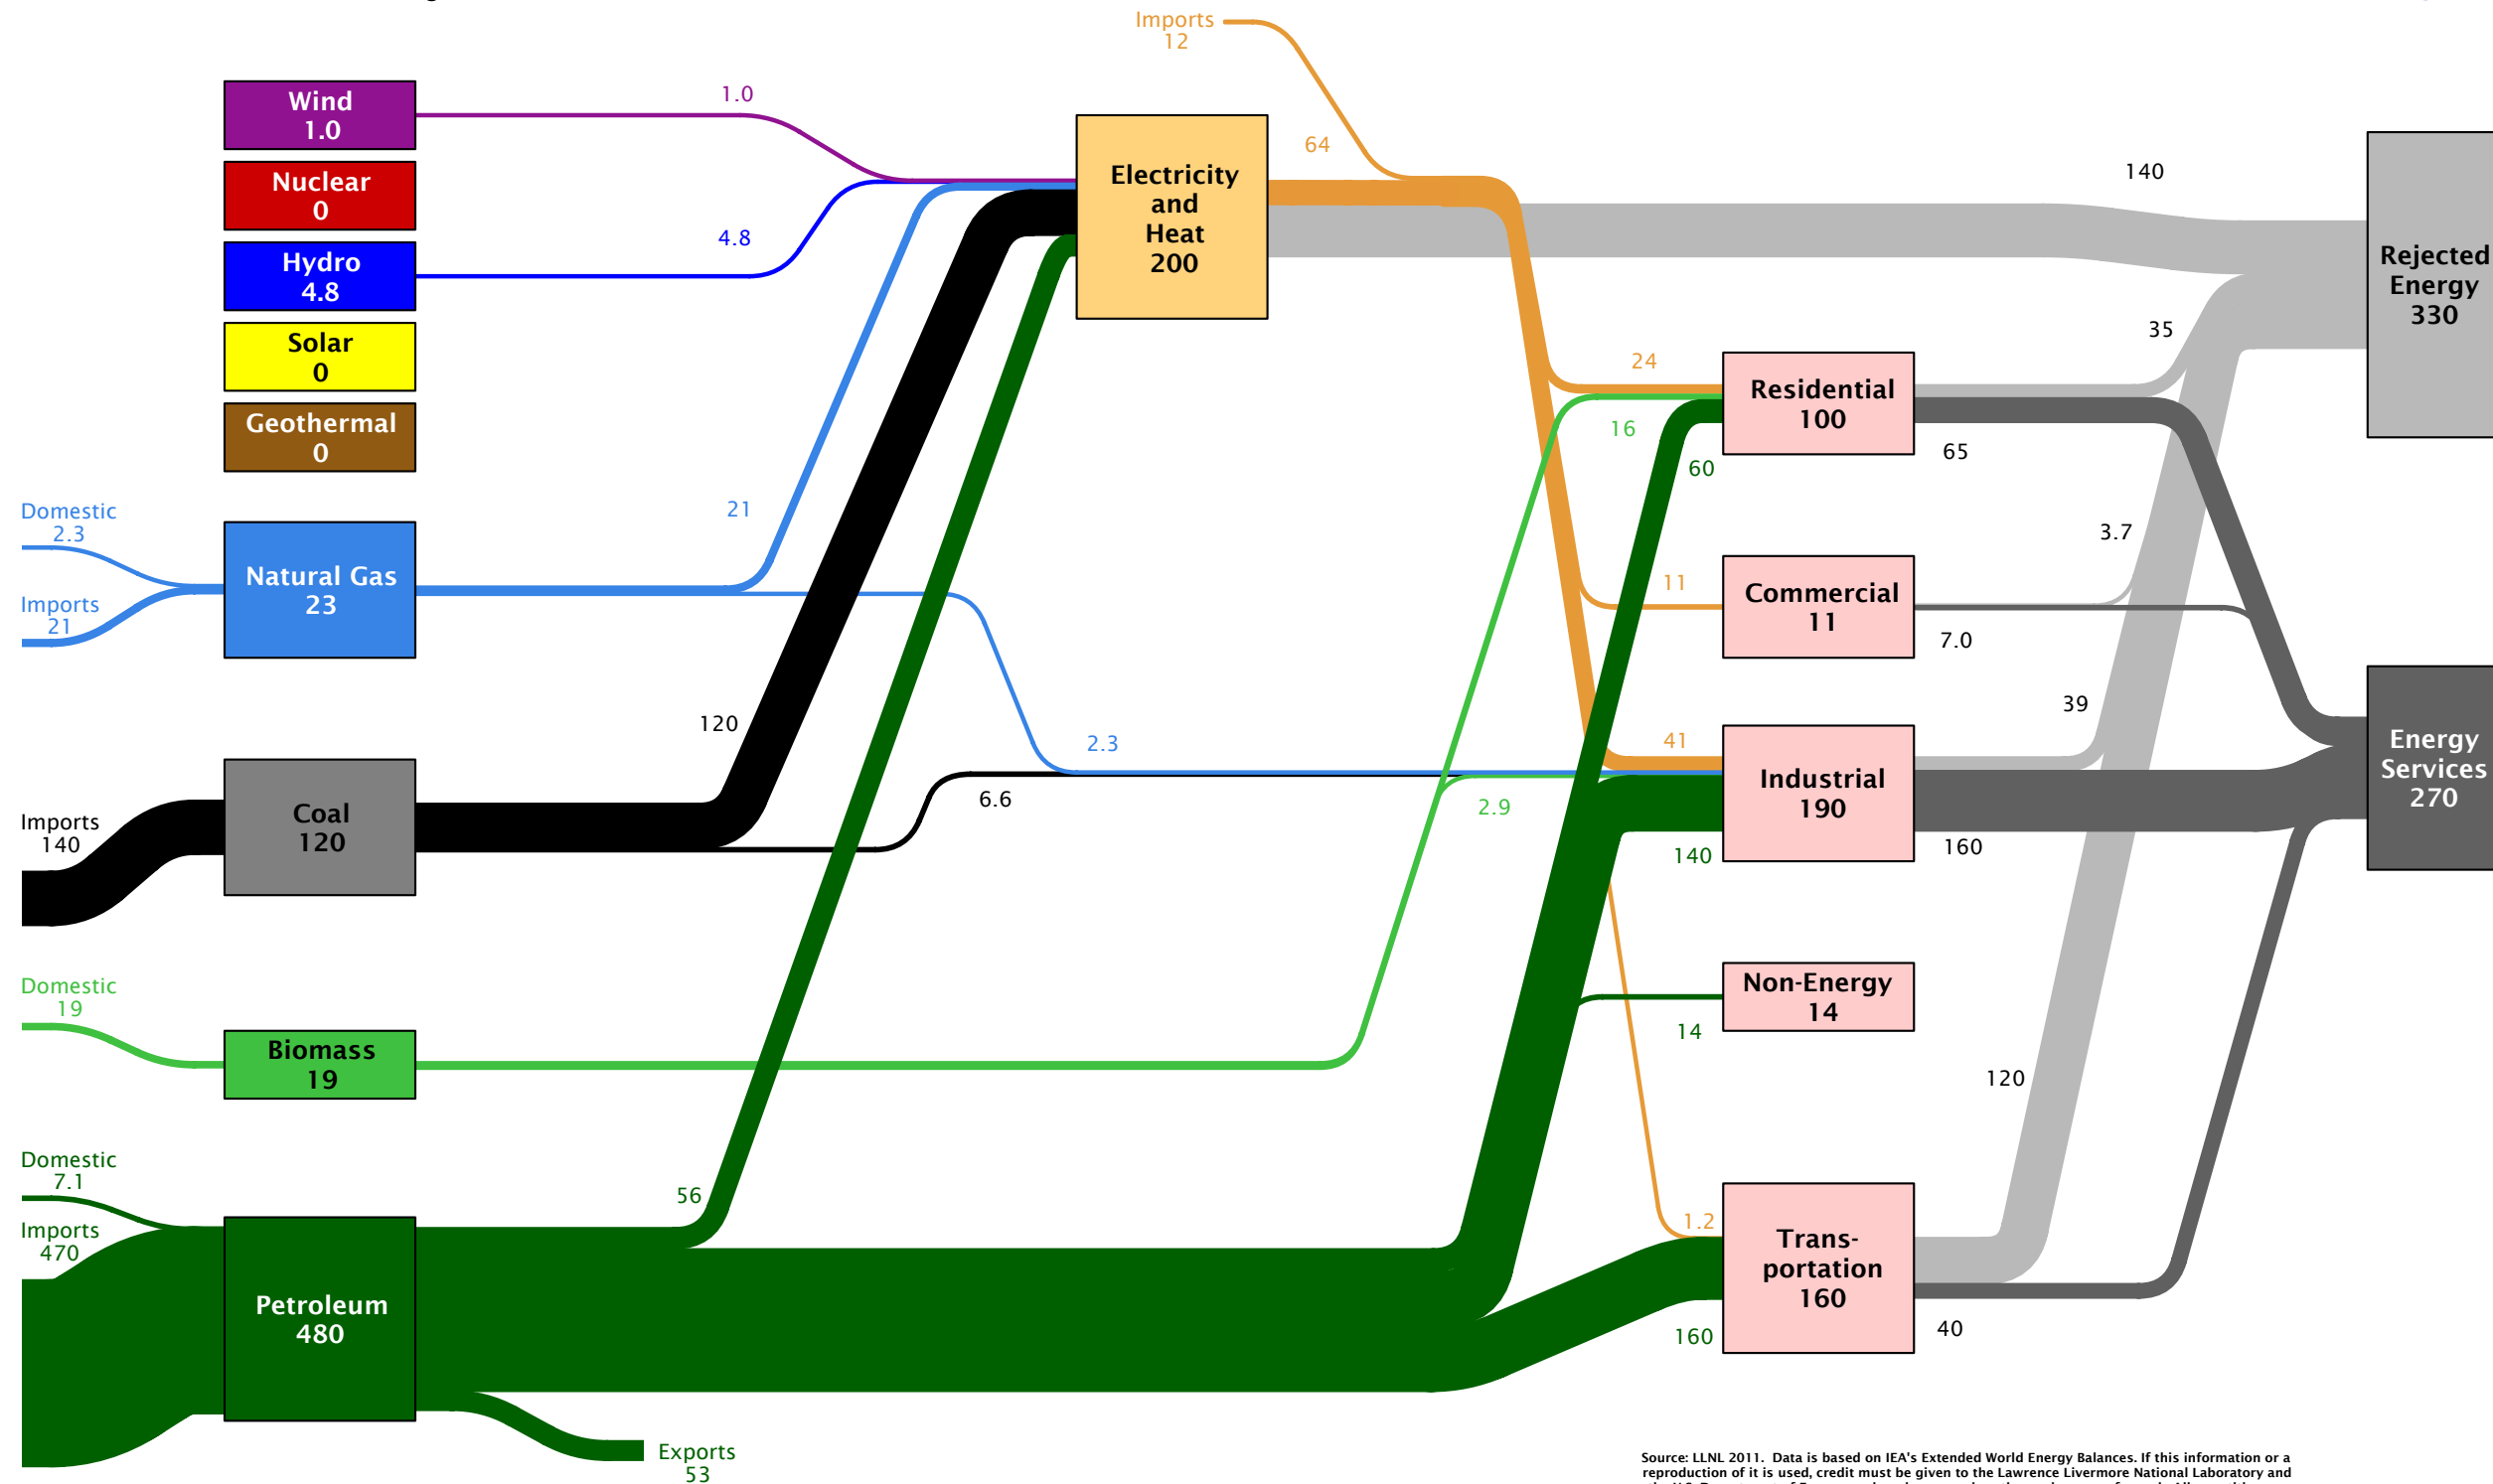 Imports
12
Wind
1.0
1.0
Nuclear
0
Hydro
4.8
4.8
Solar
0
Geothermal
0
Domestic
2.3
Imports
21
Natural Gas
23
21
2.3
Imports
140
Coal
120
120
6.6
Domestic
19
Biomass
19
Domestic
7.1
Imports
470
Petroleum
480
56
Exports
53
Electricity
and
Heat
200
64
140
24
16
60
Residential
100
35
65
11
Commercial
11
3.7
7.0
41
2.9
140
Industrial
190
39
160
Non-Energy
14
14
120
1.2
160
Trans-
portation
160
40
Rejected
Energy
330
Energy
Services
270
Source: LLNL 2011. Data is based on IEA's Extended World Energy Balances. If this information or a
reproduction of it is used, credit must be given to the Lawrence Livermore National Laboratory and